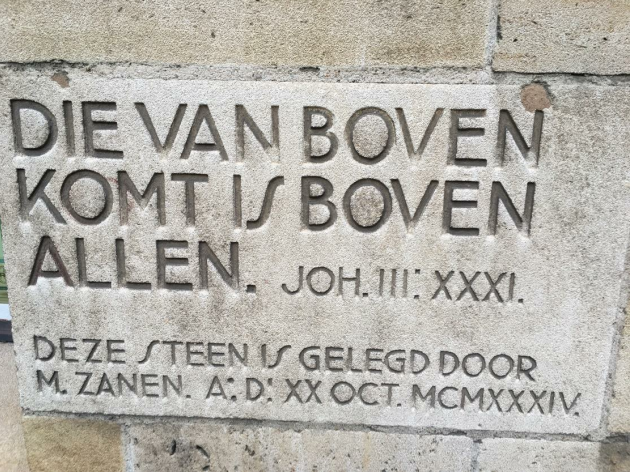 DIE VAN BOVEN
KOMT IS BOVEN
ALLEN. JOH. III: XXXI.
DEZE STEEN IS GELEGD DOOR
M. ZANEN. A: D: XX OCT. MCMXXXIV.